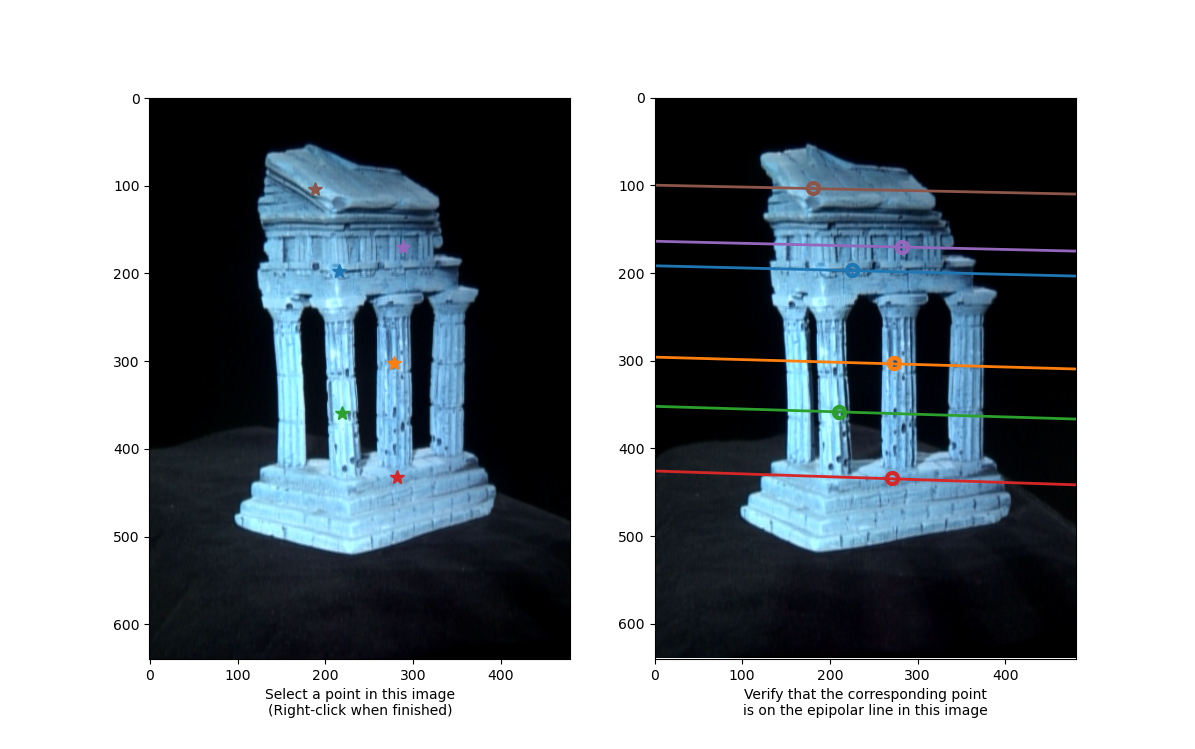 0
100
200
300
400
500
600
0 100 200 300 400
Select a point in this image
(Right-click when finished)
0
100
200
300
400
500
600
0 100 200 300 400
Verify that the corresponding point
is on the epipolar line in this image